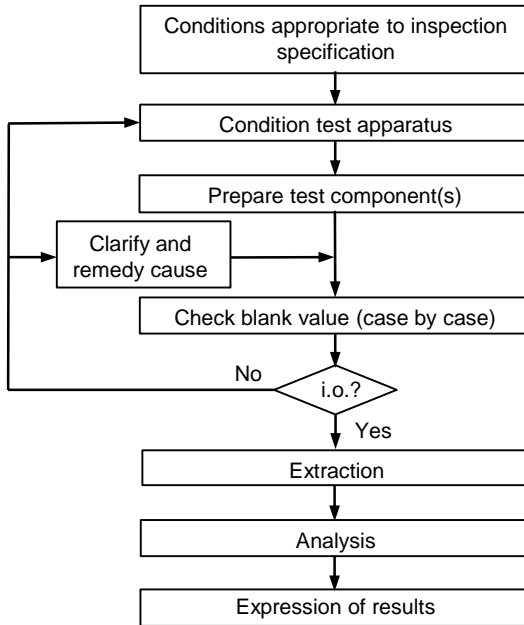 Conditions appropriate to inspection
specification
Condition test apparatus
Prepare test component(s)
Clarify and
remedy cause
Check blank value (case by case)
No
i.o.?
Yes
Extraction
Analysis
Expression of results